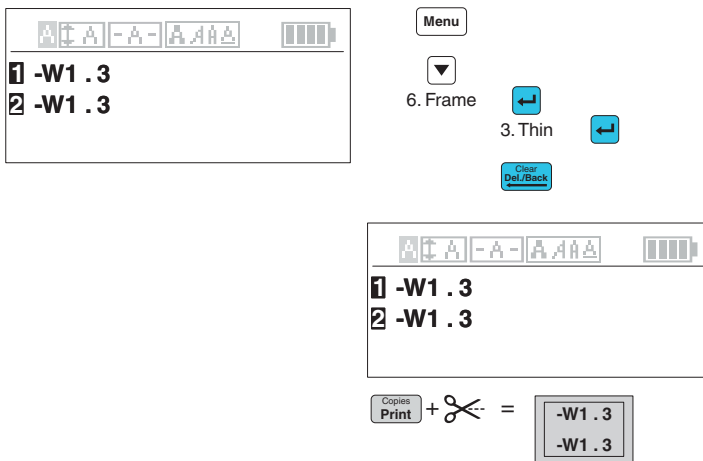 A A -A- A A A A
1 -W1.3
2 -W1.3
Menu
6. Frame
3. Thin
Clear
Del./Back
A A -A- A A A A
1 -W1.3
2 -W1.3
Copies
Print + =
-W1.3
-W1.3